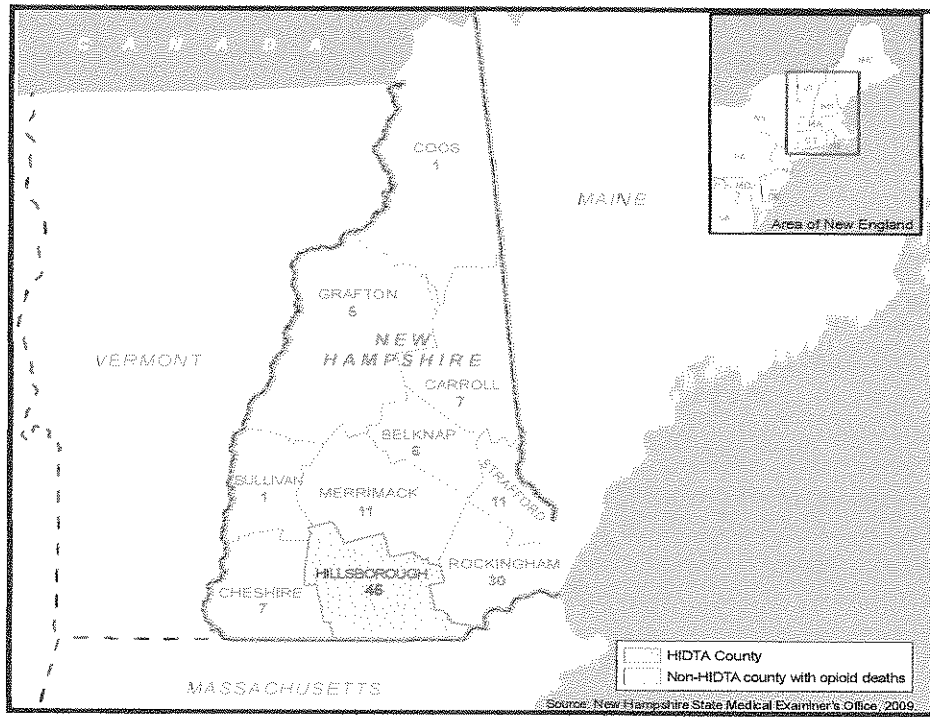 CANADA
COOS
1
MAINE
Area of New England
GRAFTON
6
NEW
HAMPSHIRE
VERMONT
CARROLL
7
BELKNAP
6
SULLIVAN
1
MERRIMACK
11
STRAFFORD
11
HILLSBOROUGH
46
ROCKINGHAM
30
CHESHIRE
7
MASSACHUSETTS
HIDTA County
Non-HIDTA county with opioid deaths
Source: New Hampshire State Medical Examiner's Office, 2009.